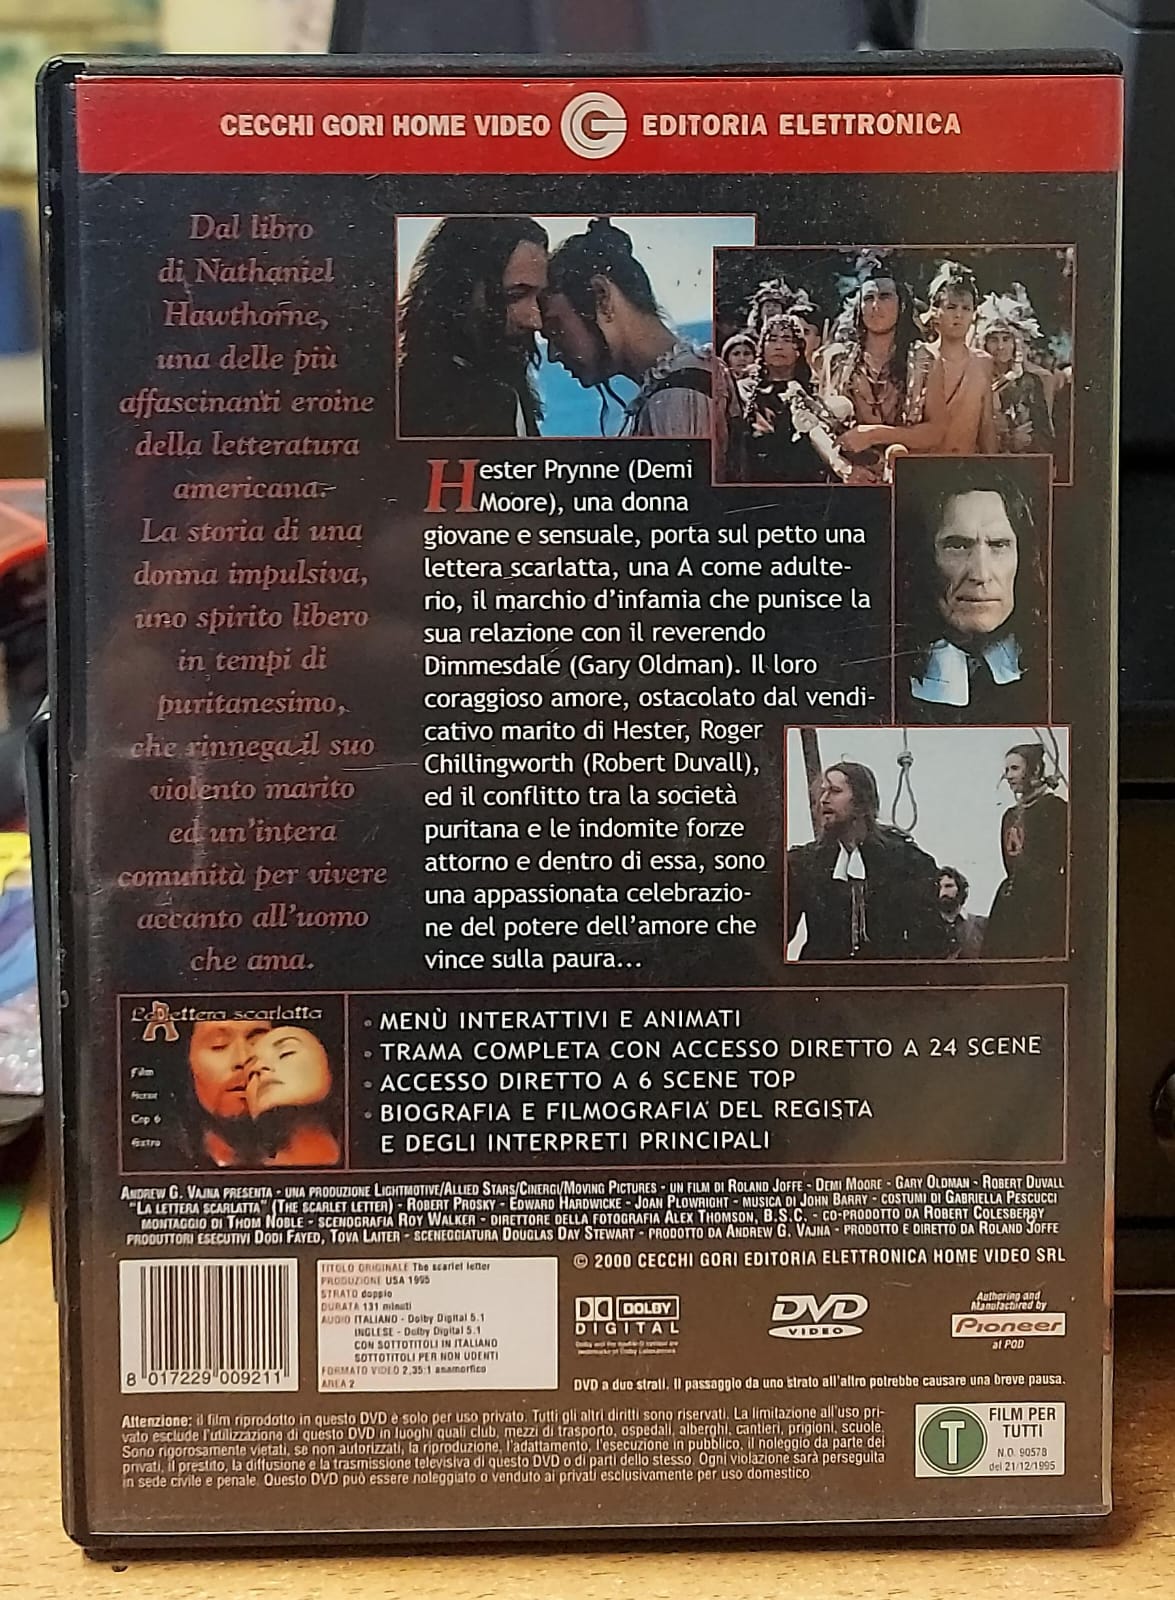 CECCHI GORI HOME VIDEO EDITORIA ELETTRONICA
Dal libro
di Nathaniel
Hawthorne,
una delle più
affascinanti eroine
della letteratura
americana.
La storia di una
donna impulsiva,
uno spirito libero
in tempi di
puritanesimo,
che rinnega il suo
violento marito
ed un'intera
comunità per vivere
accanto all'uomo
che ama.
Hester Prynne (Demi
Moore), una donna
giovane e sensuale, porta sul petto una
lettera scarlatta, una A come adulte-
rio, il marchio d'infamia che punisce la
sua relazione con il reverendo
Dimmesdale (Gary Oldman). Il loro
coraggioso amore, ostacolato dal vendi-
cativo marito di Hester, Roger
Chillingworth (Robert Duvall),
ed il conflitto tra la società
puritana e le indomite forze
attorno e dentro di essa, sono
una appassionata celebrazio-
ne del potere dell'amore che
vince sulla paura...
La lettera scarlatta
Film
Scene
Cap 6
Extra
• MENÙ INTERATTIVI E ANIMATI
• TRAMA COMPLETA CON ACCESSO DIRETTO A 24 SCENE
• ACCESSO DIRETTO A 6 SCENE TOP
• BIOGRAFIA E FILMOGRAFIA DEL REGISTA
E DEGLI INTERPRETI PRINCIPALI
ANDREW G. VAJNA PRESENTA - UNA PRODUZIONE LIGHTMOTIVE/ALLIED STARS/CINERGI/MOVING PICTURES - UN FILM DI ROLAND JOFFE - DEMI MOORE - GARY OLDMAN - ROBERT DUVALL
"LA LETTERA SCARLATTA" (THE SCARLET LETTER) - ROBERT PROSKY - EDWARD HARDWICKE - JOAN PLOWRIGHT - MUSICA DI JOHN BARRY - COSTUMI DI GABRIELLA PESCUCCI
MONTAGGIO DI THOM NOBLE - SCENOGRAFIA ROY WALKER - DIRETTORE DELLA FOTOGRAFIA ALEX THOMSON, B.S.C. - CO-PRODOTTO DA ROBERT COLESBERRY
PRODUTTORI ESECUTIVI DODI FAYED, TOVA LAITER - SCENEGGIATURA DOUGLAS DAY STEWART - PRODOTTO DA ANDREW G. VAJNA - PRODOTTO E DIRETTO DA ROLAND JOFFE
8 017229 009211
TITOLO ORIGINALE The scarlet letter
PRODUZIONE USA 1995
STRATO doppio
DURATA 131 minuti
AUDIO ITALIANO - Dolby Digital 5.1
INGLESE - Dolby Digital 5.1
CON SOTTOTITOLI IN ITALIANO
SOTTOTITOLI PER NON UDENTI
FORMATO VIDEO 2,35:1 anamorfico
AREA 2
© 2000 CECCHI GORI EDITORIA ELETTRONICA HOME VIDEO SRL
DOLBY
DIGITAL
DVD
VIDEO
Authoring and
Manufactured by
Pioneer
al POD
DVD a due strati. Il passaggio da uno strato all'altro potrebbe causare una breve pausa.
Attenzione: il film riprodotto in questo DVD è solo per uso privato. Tutti gli altri diritti sono riservati. La limitazione all'uso pri-
vato esclude l'utilizzazione di questo DVD in luoghi quali club, mezzi di trasporto, ospedali, alberghi, cantieri, prigioni, scuole.
Sono rigorosamente vietati, se non autorizzati, la riproduzione, l'adattamento, l'esecuzione in pubblico, il noleggio da parte dei
privati, il prestito, la diffusione e la trasmissione televisiva di questo DVD o di parti dello stesso. Ogni violazione sarà perseguita
in sede civile e penale. Questo DVD può essere noleggiato o venduto ai privati esclusivamente per uso domestico
T
FILM PER
TUTTI
N.O. 90578
del 21/12/1995